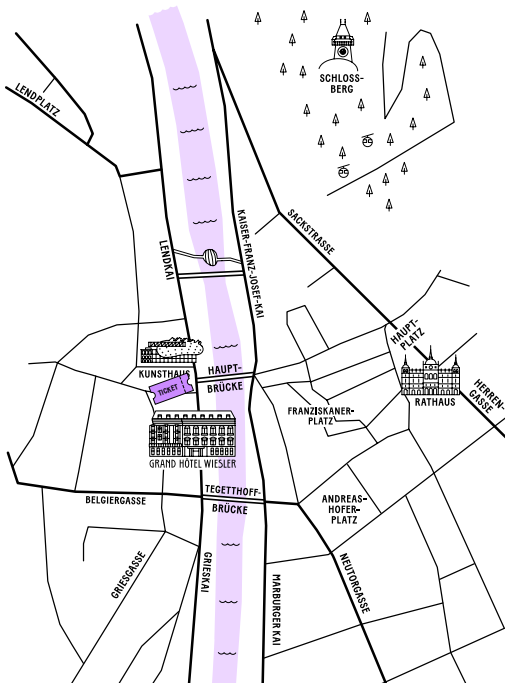 SCHLOSS-
BERG
LENDPLATZ
KAISER-FRANZ-JOSEF-KAI
SACKSTRASSE
LENDKAI
HAUPT-
PLATZ
KUNSTHAUS
HAUPT-
BRÜCKE
TICKET
HERREN-
GASSE
RATHAUS
FRANZISKANER-
PLATZ
GRAND HÔTEL WIESLER
TEGETTHOFF-
BRÜCKE
BELGIERGASSE
ANDREAS-
HOFER-
PLATZ
GRIESGASSE
GRIESKAI
MARBURGER KAI
NEUTORGASSE